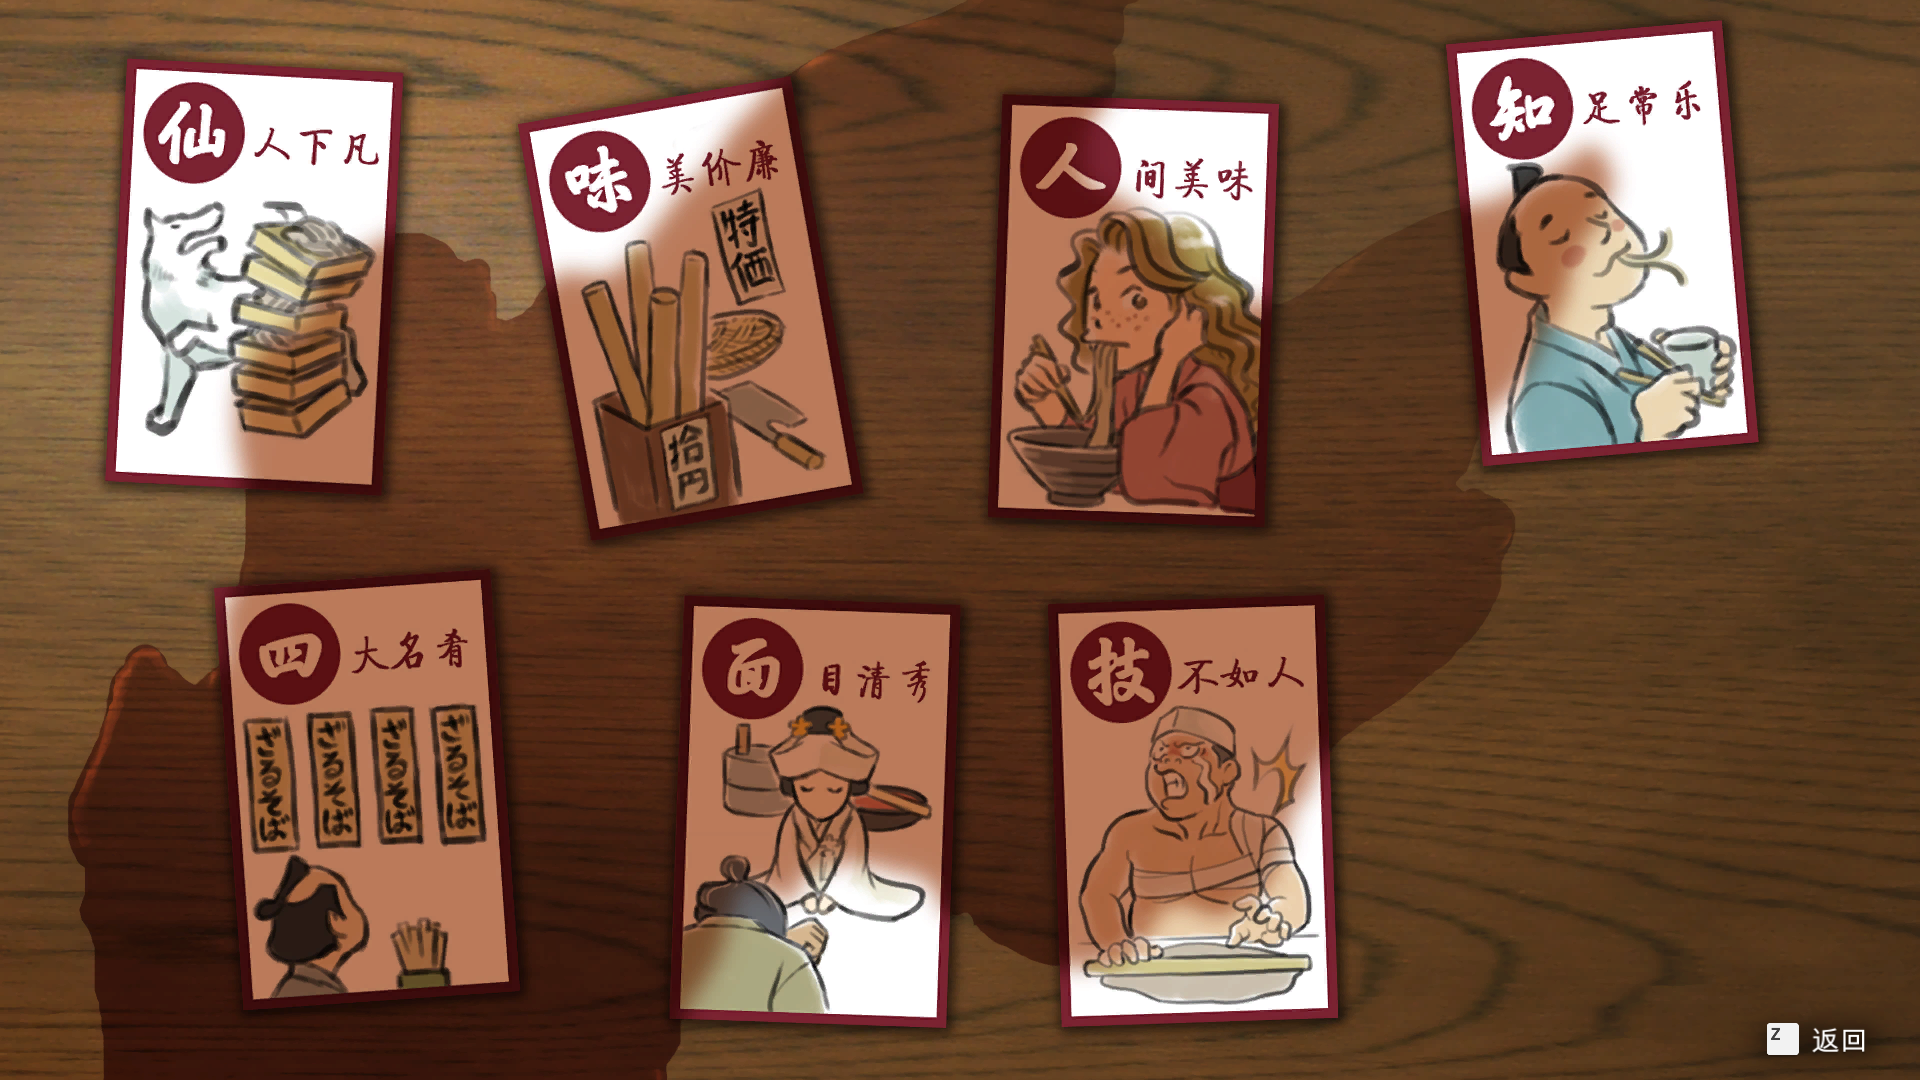 仙人下凡
味美价廉
特価
拾円
人间美味
知足常乐
四大名肴
ざるそば
ざるそば
ざるそば
ざるそば
面目清秀
技不如人
Z 返回